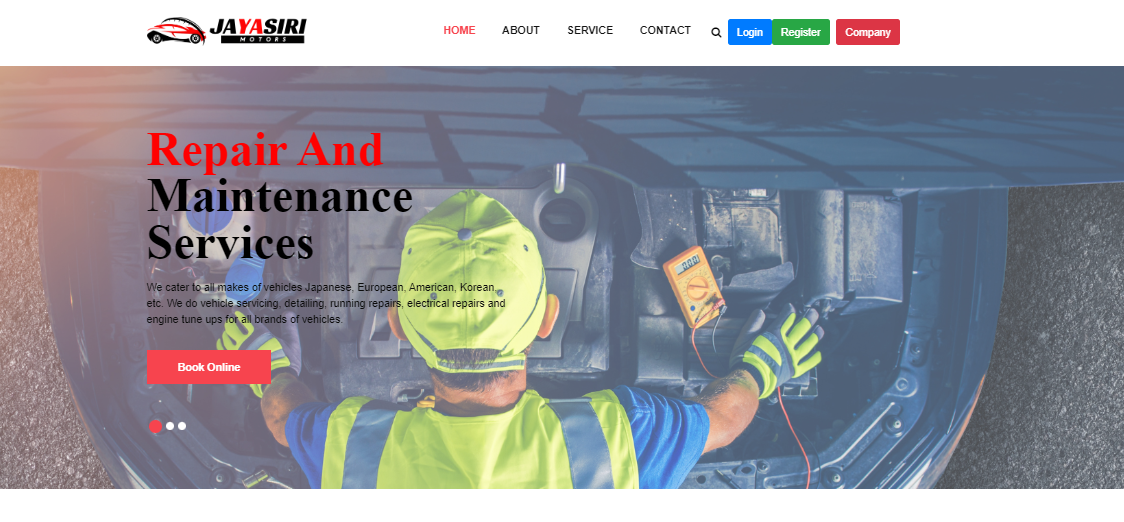 JAYASIRI
MOTORS
HOME ABOUT SERVICE CONTACT Login Register Company
Repair And
Maintenance
Services
We cater to all makes of vehicles Japanese, European, American, Korean,
etc. We do vehicle servicing, detailing, running repairs, electrical repairs and
engine tune ups for all brands of vehicles.
Book Online